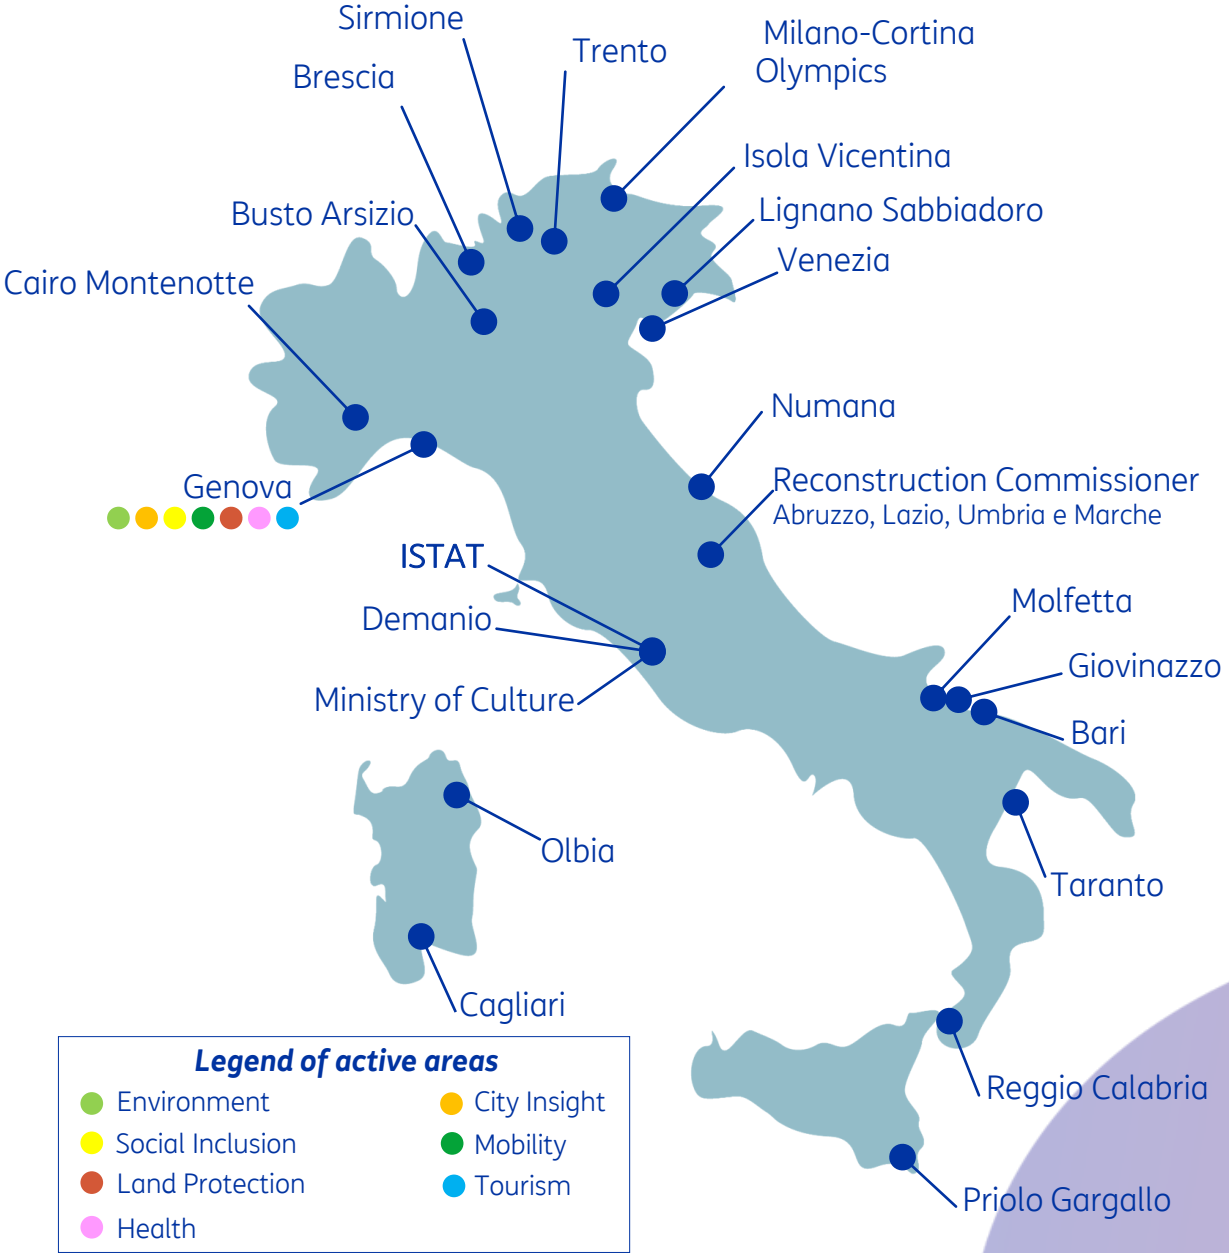 Sirmione
Milano-Cortina
Olympics
Trento
Brescia
Isola Vicentina
Busto Arsizio
Lignano Sabbiadoro
Venezia
Cairo Montenotte
Numana
Genova
Reconstruction Commissioner
Abruzzo, Lazio, Umbria e Marche
ISTAT
Demanio
Molfetta
Giovinazzo
Ministry of Culture
Bari
Olbia
Taranto
Cagliari
Reggio Calabria
Priolo Gargallo
Legend of active areas
Environment
City Insight
Social Inclusion
Mobility
Land Protection
Tourism
Health